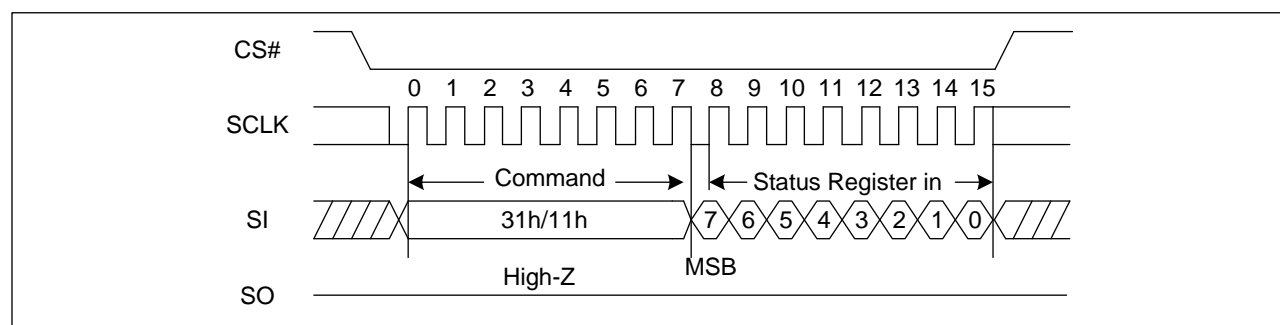 CS#
0 1 2 3 4 5 6 7 8 9 10 11 12 13 14 15
SCLK
Command Status Register in
SI 31h/11h 7 6 5 4 3 2 1 0
High-Z MSB
SO